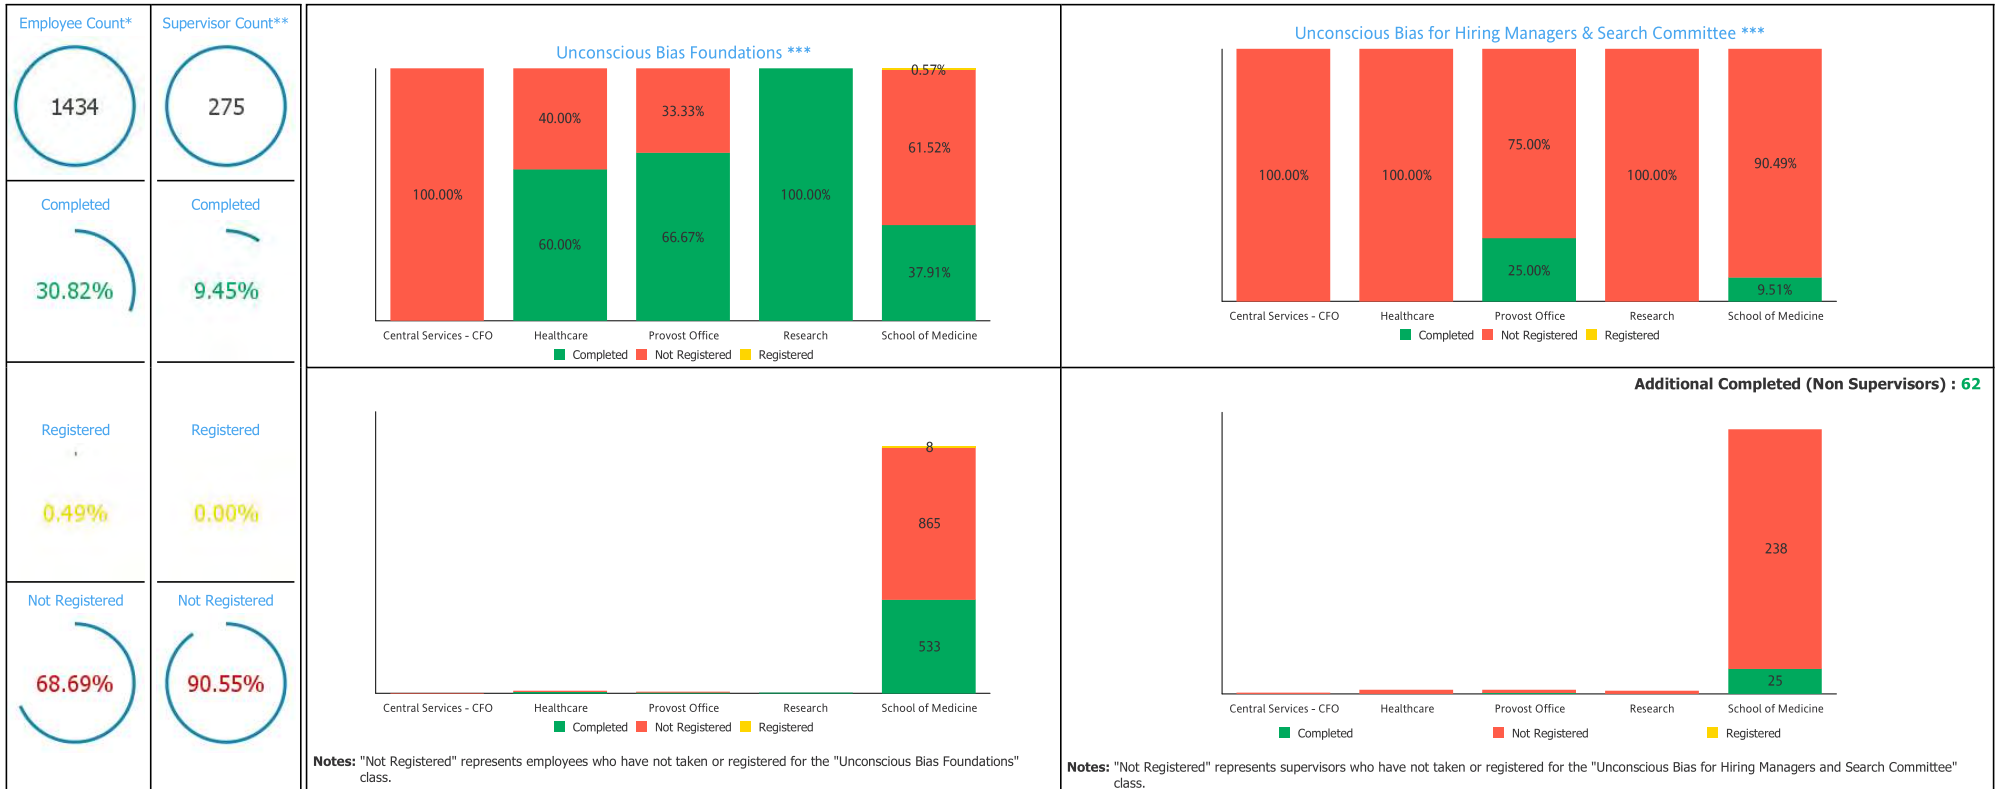 Employee Count*
1434
Completed
30.82%
Registered
0.49%
Not Registered
68.69%
Supervisor Count**
275
Completed
9.45%
Registered
0.00%
Not Registered
90.55%
Unconscious Bias Foundations ***
0.57%
40.00%
33.33%
61.52%
100.00%
100.00%
60.00%
66.67%
37.91%
Central Services - CFO Healthcare Provost Office Research School of Medicine
Completed Not Registered Registered
Unconscious Bias for Hiring Managers & Search Committee ***
75.00%
90.49%
100.00%
100.00%
100.00%
25.00%
9.51%
Central Services - CFO Healthcare Provost Office Research School of Medicine
Completed Not Registered Registered
8
865
533
Central Services - CFO Healthcare Provost Office Research School of Medicine
Completed Not Registered Registered
Notes: "Not Registered" represents employees who have not taken or registered for the "Unconscious Bias Foundations"
class.
Additional Completed (Non Supervisors) : 62
238
25
Central Services - CFO Healthcare Provost Office Research School of Medicine
Completed Not Registered Registered
Notes: "Not Registered" represents supervisors who have not taken or registered for the "Unconscious Bias for Hiring Managers and Search Committee"
class.